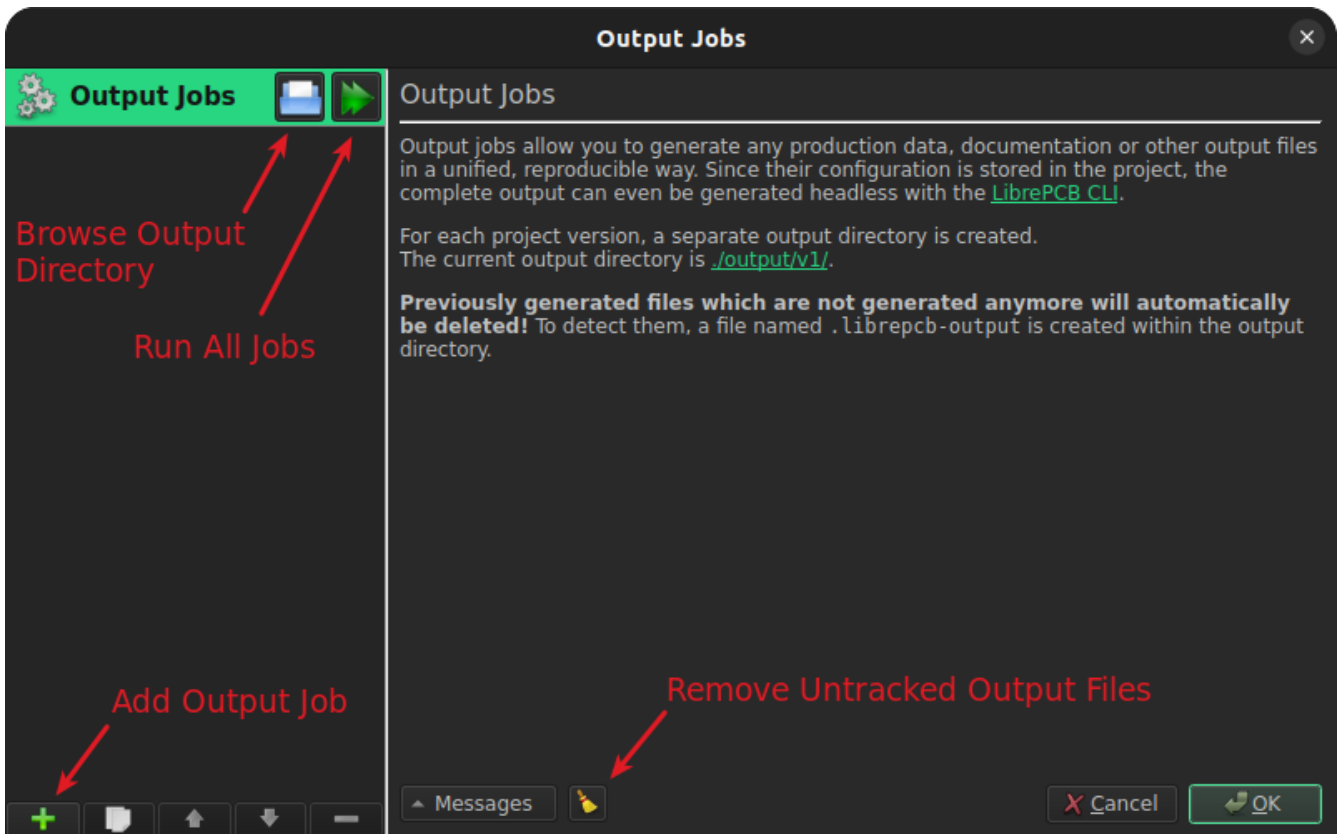 Output Jobs
Output Jobs
Output Jobs
Output jobs allow you to generate any production data, documentation or other output files
in a unified, reproducible way. Since their configuration is stored in the project, the
complete output can even be generated headless with the LibrePCB CLI.
For each project version, a separate output directory is created.
The current output directory is ./output/v1/.
Previously generated files which are not generated anymore will automatically
be deleted! To detect them, a file named .librepcb-output is created within the output
directory.
Browse Output
Directory
Run All Jobs
Add Output Job
Remove Untracked Output Files
Messages
Cancel
OK